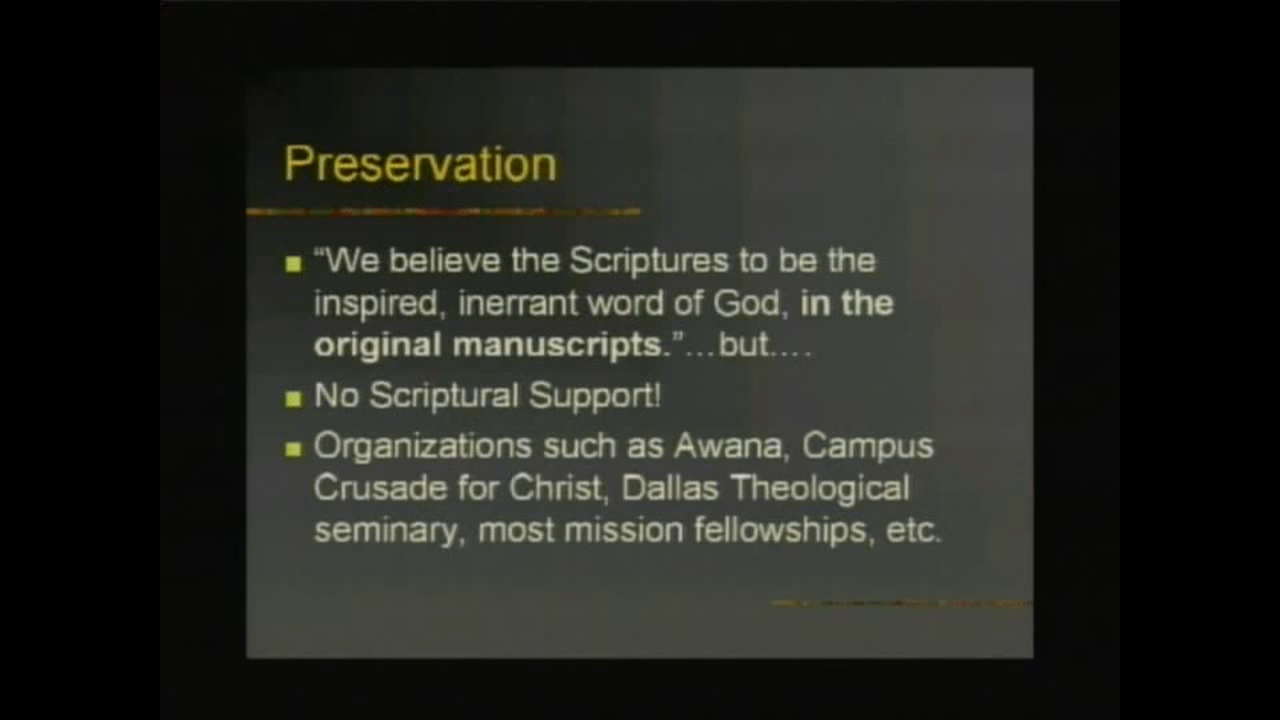 Preservation
“We believe the Scriptures to be the
inspired, inerrant word of God, in the
original manuscripts.”...but....
No Scriptural Support!
Organizations such as Awana, Campus
Crusade for Christ, Dallas Theological
seminary, most mission fellowships, etc.